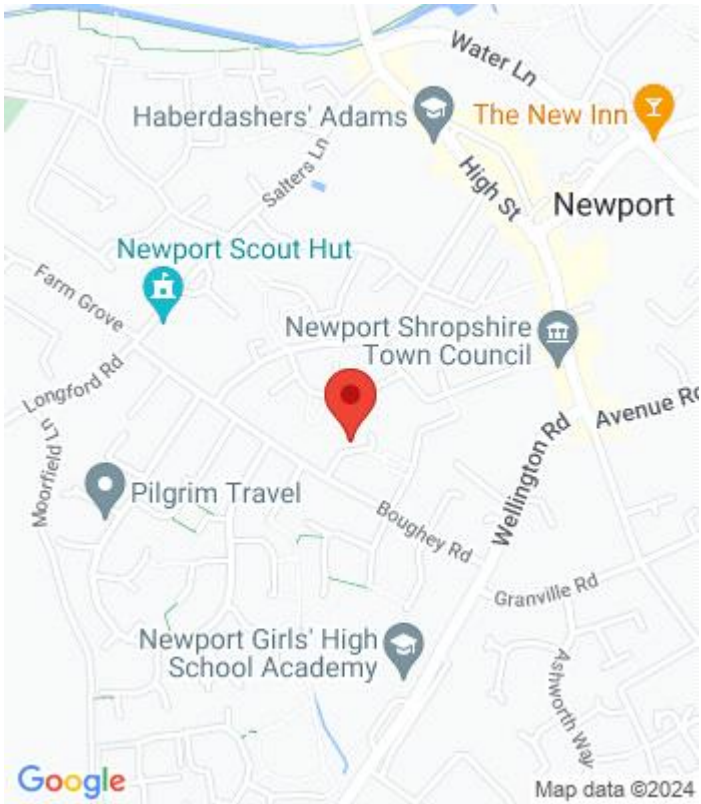 Water Ln
Haberdashers' Adams
The New Inn
Salters Ln
High St
Newport
Newport Scout Hut
Farm Grove
Newport Shropshire
Town Council
Longford Rd
Avenue Rd
Moorfield Ln
Wellington Rd
Pilgrim Travel
Boughey Rd
Granville Rd
Newport Girls' High
School Academy
Ashworth Way
Google
Map data ©2024